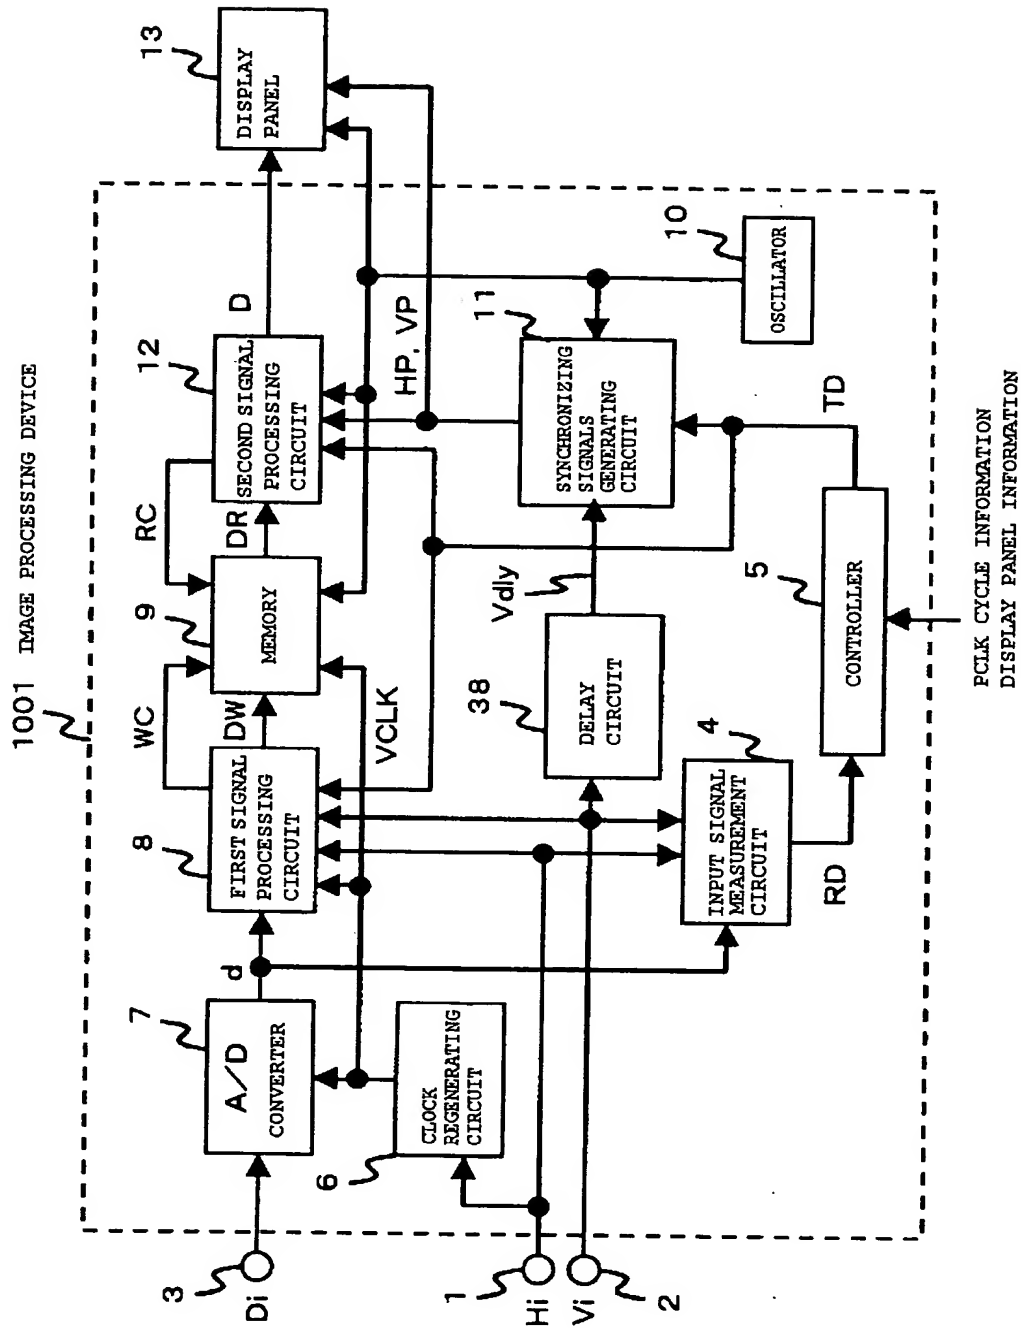 1001 IMAGE PROCESSING DEVICE
3
Di
7
A/D
CONVERTER
d
8
FIRST SIGNAL
PROCESSING
CIRCUIT
WC
DW
9
MEMORY
RC
DR
12
SECOND SIGNAL
PROCESSING
CIRCUIT
D
13
DISPLAY
PANEL
VCLK
HP, VP
6
CLOCK
REGENERATING
CIRCUIT
1
Hi
Vi
2
38
DELAY
CIRCUIT
Vdly
11
SYNCHRONIZING
SIGNALS
GENERATING
CIRCUIT
10
OSCILLATOR
4
INPUT SIGNAL
MEASUREMENT
CIRCUIT
RD
5
CONTROLLER
TD
PCLK CYCLE INFORMATION
DISPLAY PANEL INFORMATION